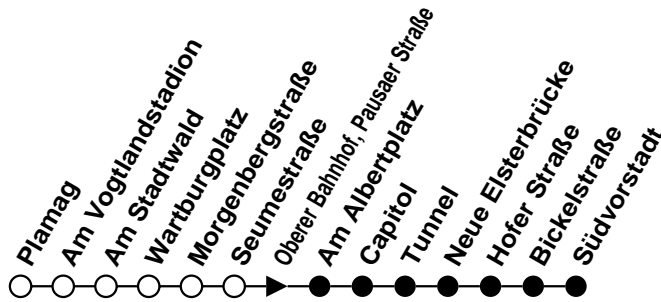 Plamag
Am Vogtlandstadion
Am Stadtwald
Wartburgplatz
Morgenbergstraße
Seumestraße
Oberer Bahnhof, Pausaer Straße
Am Albertplatz
Capitol
Tunnel
Neue Elsterbrücke
Hofer Straße
Bickelstraße
Südvorstadt